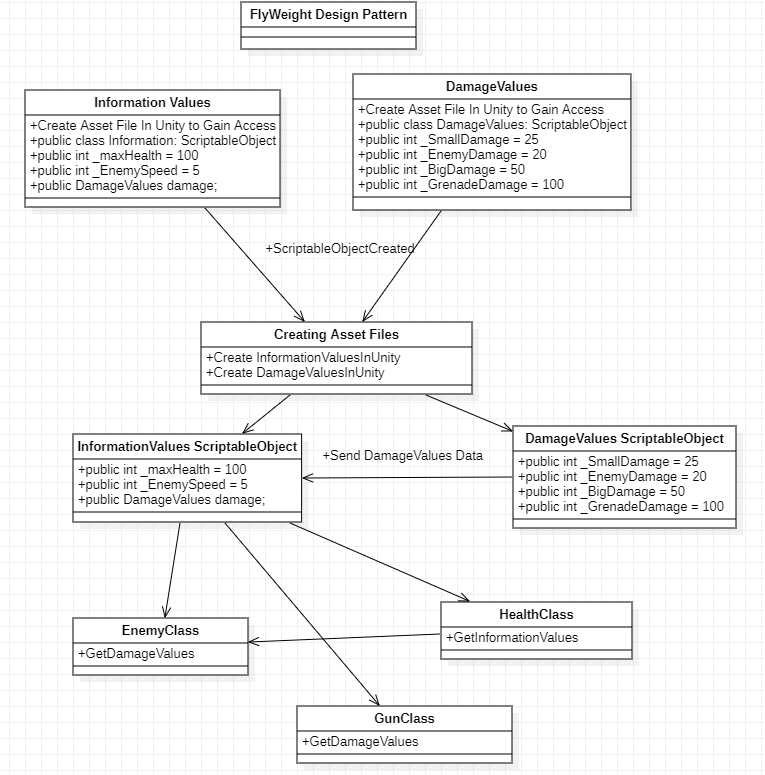 FlyWeight Design Pattern
Information Values
+Create Asset File In Unity to Gain Access
+public class Information: ScriptableObject
+public int _maxHealth = 100
+public int _EnemySpeed = 5
+public DamageValues damage;
DamageValues
+Create Asset File In Unity to Gain Access
+public class DamageValues: ScriptableObject
+public int _SmallDamage = 25
+public int _EnemyDamage = 20
+public int _BigDamage = 50
+public int _GrenadeDamage = 100
+ScriptableObjectCreated
Creating Asset Files
+Create InformationValuesInUnity
+Create DamageValuesInUnity
InformationValues ScriptableObject
+public int _maxHealth = 100
+public int _EnemySpeed = 5
+public DamageValues damage;
+Send DamageValues Data
DamageValues ScriptableObject
+public int _SmallDamage = 25
+public int _EnemyDamage = 20
+public int _BigDamage = 50
+public int _GrenadeDamage = 100
EnemyClass
+GetDamageValues
HealthClass
+GetInformationValues
GunClass
+GetDamageValues